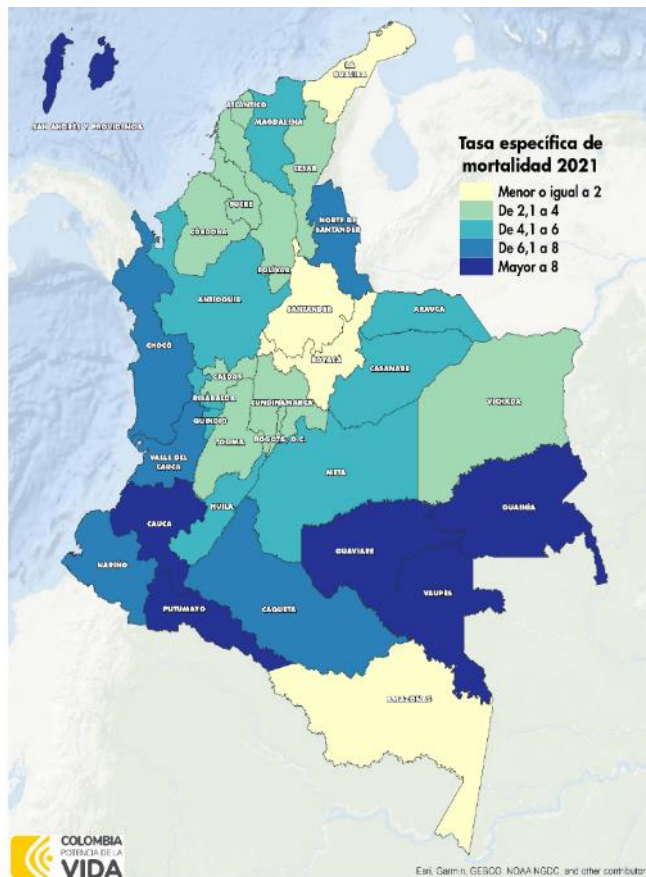 LA
GUAJIRA
SAN ANDRÉS Y PROVIDENCIA
ATLÁNTICO
MAGDALENA
CESAR
Tasa específica de
mortalidad 2021
Menor o igual a 2
De 2,1 a 4
De 4,1 a 6
De 6,1 a 8
Mayor a 8
SUCRE
NORTE DE
SANTANDER
CÓRDOBA
BOLÍVAR
ANTIOQUIA
SANTANDER
ARAUCA
CHOCÓ
BOYACÁ
CASANARE
CALDAS
RISARALDA
CUNDINAMARCA
VICHADA
QUINDIO
TOLIMA
BOGOTÁ, D.C.
VALLE DEL
CAUCA
META
HUILA
GUAINÍA
CAUCA
GUAVIARE
NARIÑO
VAUPÉS
PUTUMAYO
CAQUETA
AMAZONAS
COLOMBIA
POTENCIA DE LA
VIDA
Esri, Garmin, GEBCO, NOAA NGDC, and other contributor